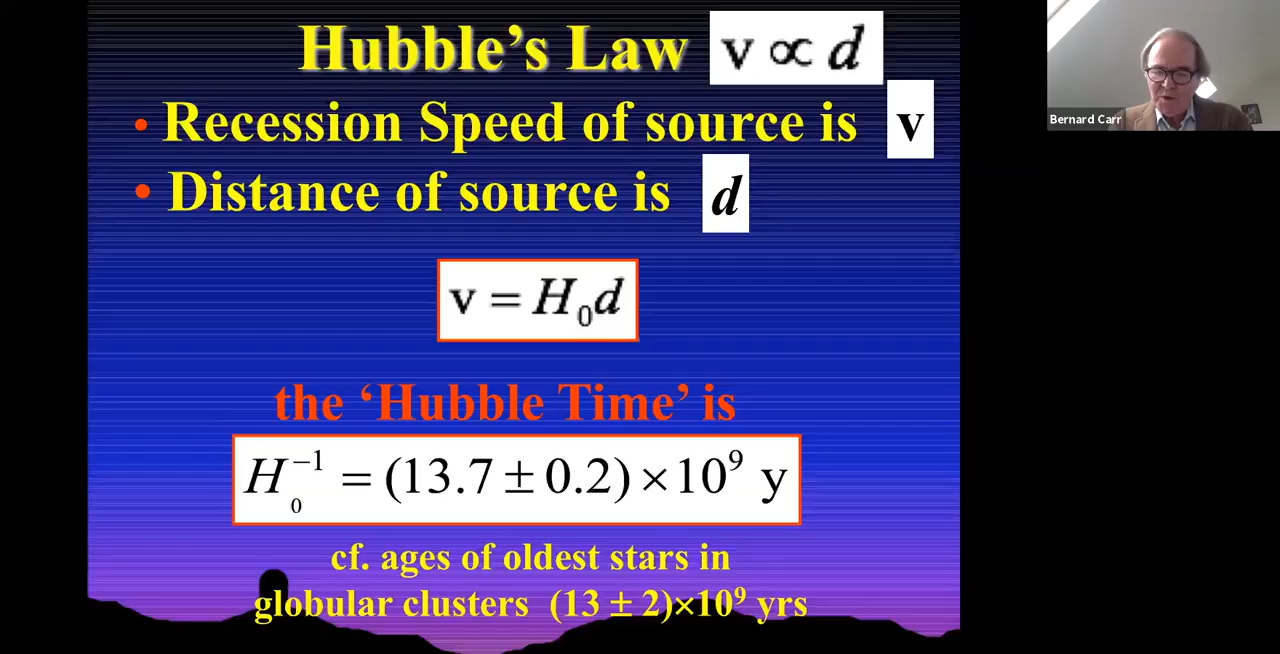 Hubble’s Law v ∝ d
• Recession Speed of source is v
• Distance of source is d
v = H₀d
the ‘Hubble Time’ is
H₀⁻¹ = (13.7 ± 0.2) × 10⁹ y
cf. ages of oldest stars in
globular clusters (13 ± 2)×10⁹ yrs
Bernard Carr